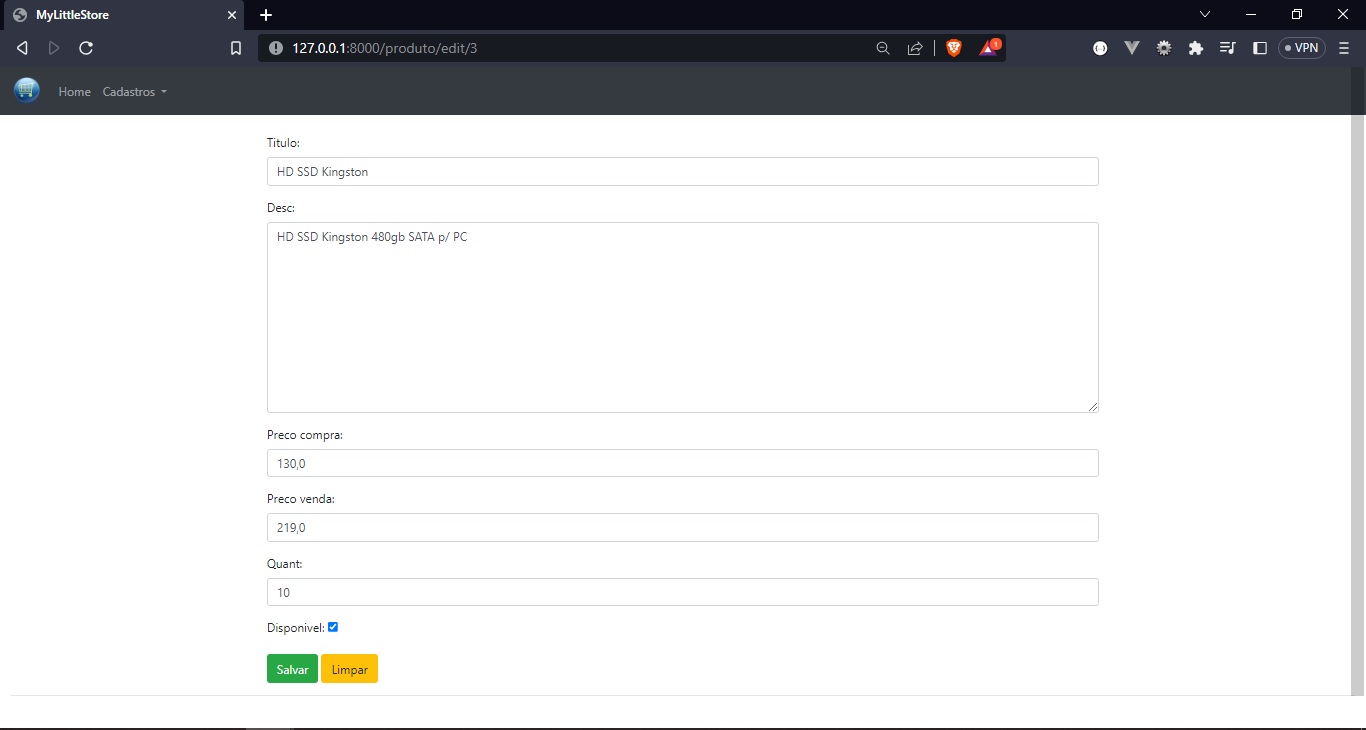 MyLittleStore
127.0.0.1:8000/produto/edit/3
1
VPN
Home Cadastros
Titulo:
HD SSD Kingston
Desc:
HD SSD Kingston 480gb SATA p/ PC
Preco compra:
130,0
Preco venda:
219,0
Quant:
10
Disponivel:
Salvar Limpar